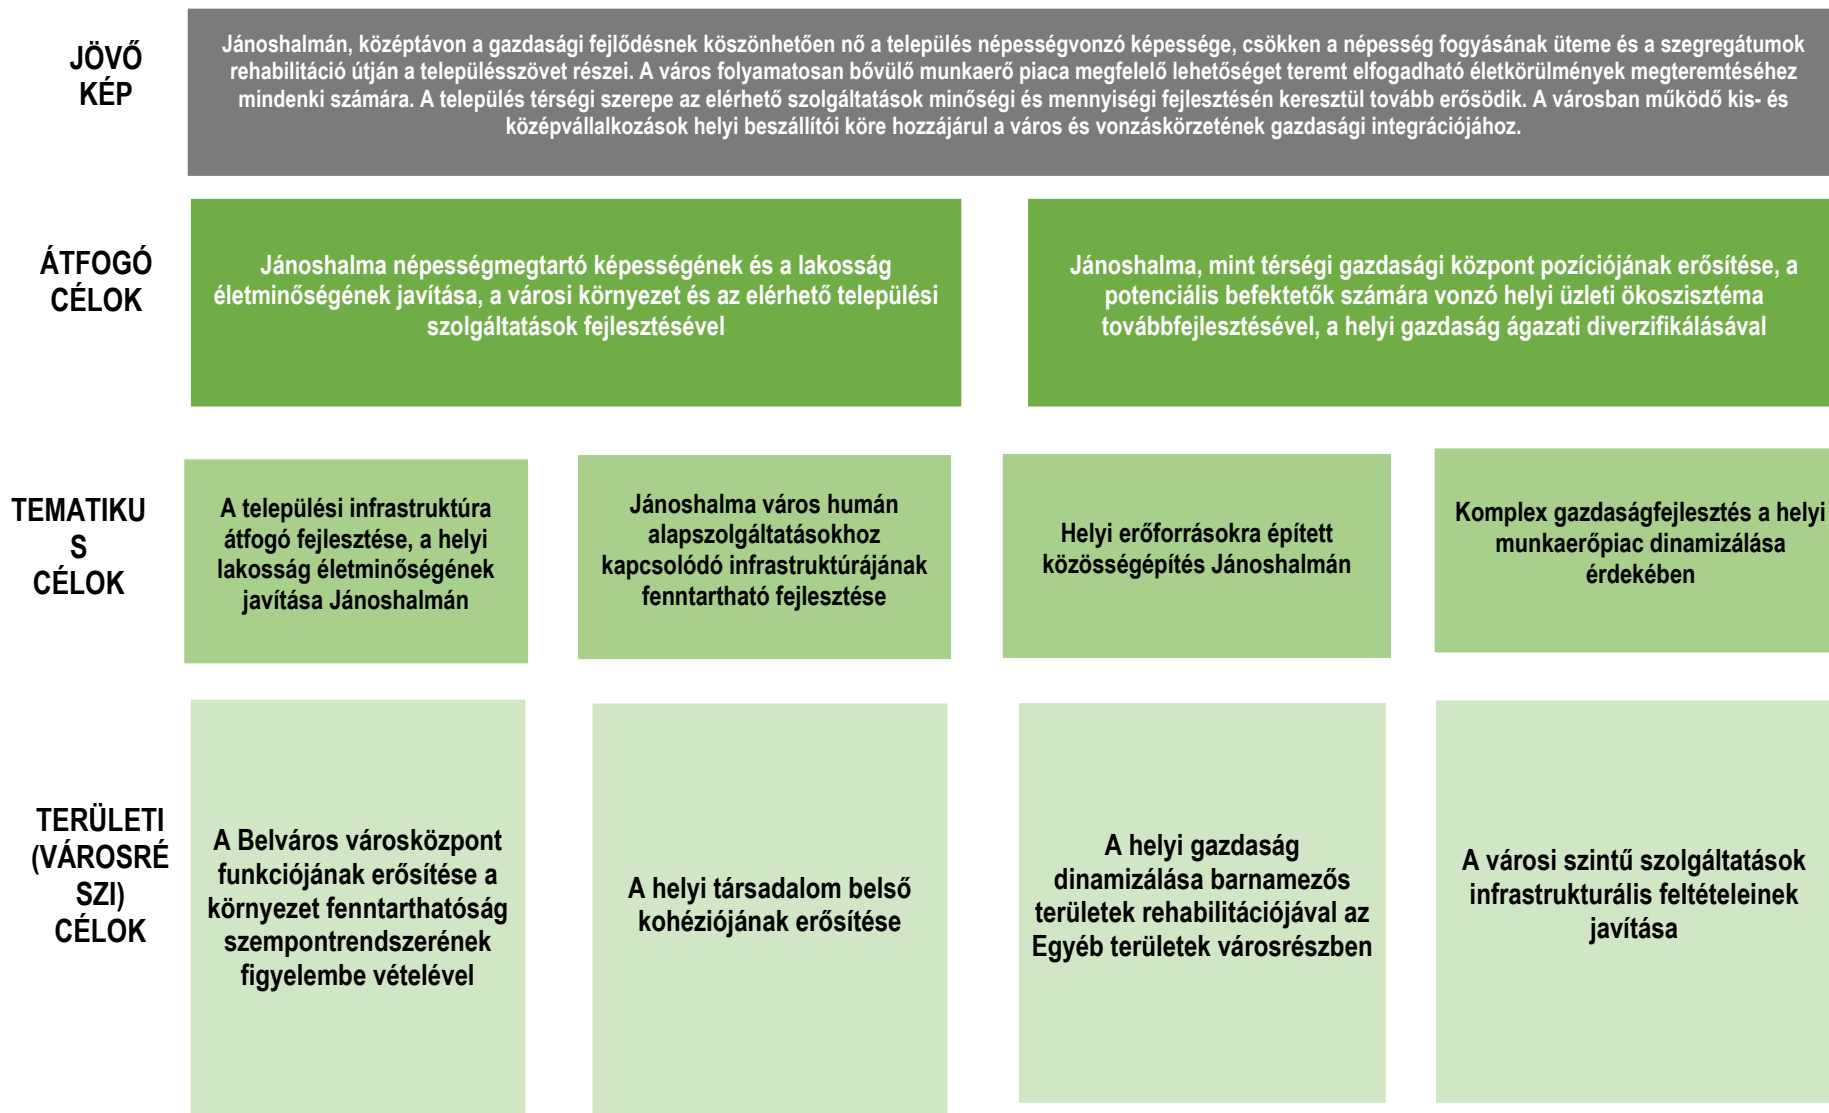 JÖVŐ
KÉP
Jánoshalmán, középtávon a gazdasági fejlődésnek köszönhetően nő a település népességvonzó képessége, csökken a népesség fogyásának üteme és a szegregátumok
rehabilitáció útján a településszövet részei. A város folyamatosan bővülő munkaerő piaca megfelelő lehetőséget teremt elfogadható életkörülmények megteremtéséhez
mindenki számára. A település térségi szerepe az elérhető szolgáltatások minőségi és mennyiségi fejlesztésén keresztül tovább erősödik. A városban működő kis- és
középvállalkozások helyi beszállítói köre hozzájárul a város és vonzáskörzetének gazdasági integrációjához.
ÁTFOGÓ
CÉLOK
Jánoshalma népességmegtartó képességének és a lakosság
életminőségének javítása, a városi környezet és az elérhető települési
szolgáltatások fejlesztésével
Jánoshalma, mint térségi gazdasági központ pozíciójának erősítése, a
potenciális befektetők számára vonzó helyi üzleti ökoszisztéma
továbbfejlesztésével, a helyi gazdaság ágazati diverzifikálásával
TEMATIKU
S
CÉLOK
A települési infrastruktúra
átfogó fejlesztése, a helyi
lakosság életminőségének
javítása Jánoshalmán
Jánoshalma város humán
alapszolgáltatásokhoz
kapcsolódó infrastruktúrájának
fenntartható fejlesztése
Helyi erőforrásokra épített
közösségépítés Jánoshalmán
Komplex gazdaságfejlesztés a helyi
munkaerőpiac dinamizálása
érdekében
TERÜLETI
(VÁROSRÉ
SZI)
CÉLOK
A Belváros városközpont
funkciójának erősítése a
környezet fenntarthatóság
szempontrendszerének
figyelembe vételével
A helyi társadalom belső
kohéziójának erősítése
A helyi gazdaság
dinamizálása barnamezős
területek rehabilitációjával az
Egyéb területek városrészben
A városi szintű szolgáltatások
infrastrukturális feltételeinek
javítása